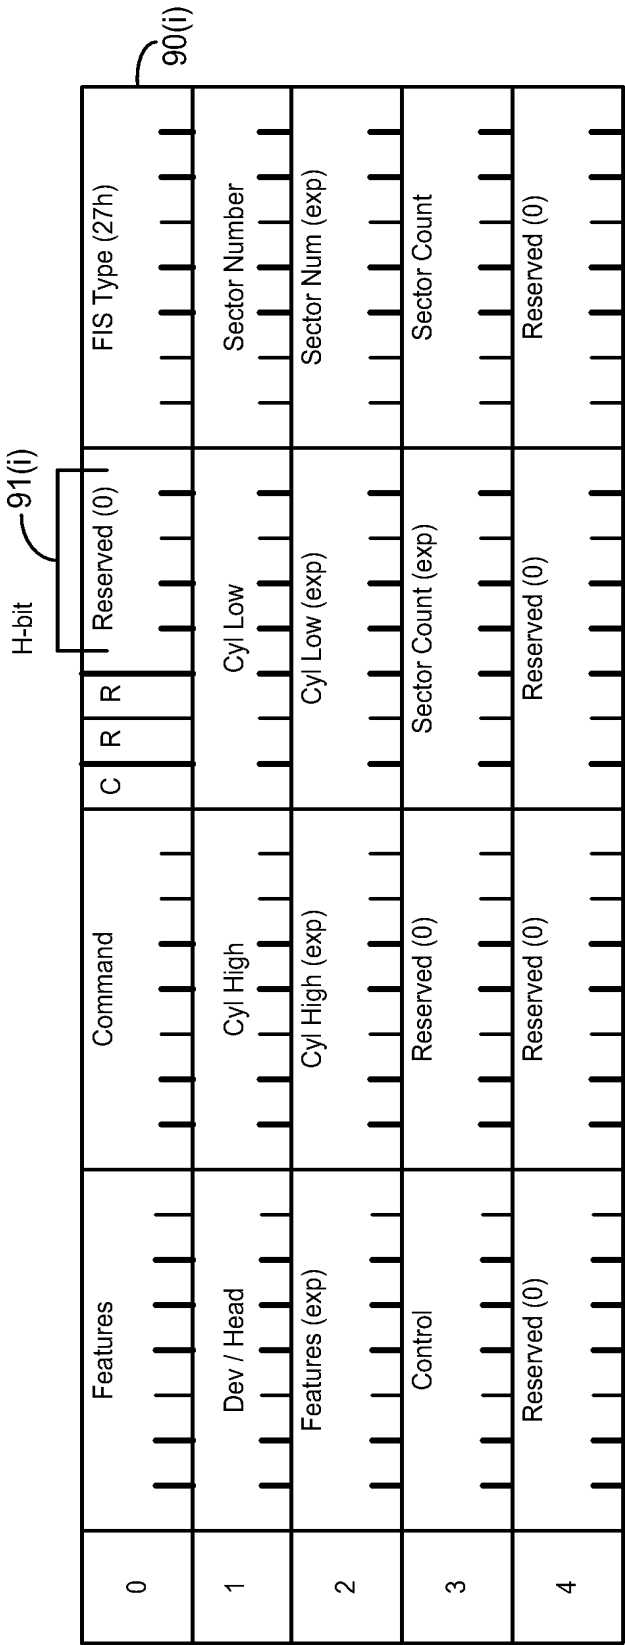 H-bit
91(i)
90(i)
0
Features
Command
C
R
R
Reserved (0)
FIS Type (27h)
1
Dev / Head
Cyl High
Cyl Low
Sector Number
2
Features (exp)
Cyl High (exp)
Cyl Low (exp)
Sector Num (exp)
3
Control
Reserved (0)
Sector Count (exp)
Sector Count
4
Reserved (0)
Reserved (0)
Reserved (0)
Reserved (0)